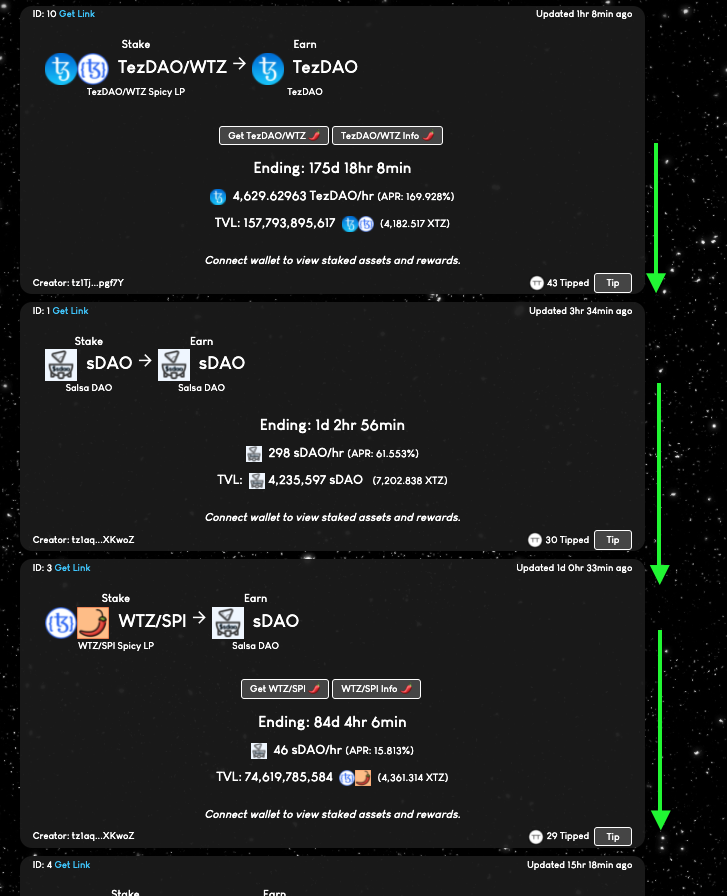 ID: 10 Get Link Updated 1hr 8min ago
Stake Earn
TezDAO/WTZ → TezDAO
TezDAO/WTZ Spicy LP TezDAO
Get TezDAO/WTZ 🌶️ TezDAO/WTZ Info 🌶️
Ending: 175d 18hr 8min
4,629.62963 TezDAO/hr (APR: 169.928%)
TVL: 157,793,895,617 (4,182.517 XTZ)
Connect wallet to view staked assets and rewards.
Creator: tz1Tj...pgf7Y TT 43 Tipped Tip
ID: 1 Get Link Updated 3hr 34min ago
Stake Earn
sDAO → sDAO
Salsa DAO Salsa DAO
Ending: 1d 2hr 56min
298 sDAO/hr (APR: 61.553%)
TVL: 4,235,597 sDAO (7,202.838 XTZ)
Connect wallet to view staked assets and rewards.
Creator: tz1aq...XKwoZ TT 30 Tipped Tip
ID: 3 Get Link Updated 1d 0hr 33min ago
Stake Earn
WTZ/SPI → sDAO
WTZ/SPI Spicy LP Salsa DAO
Get WTZ/SPI 🌶️ WTZ/SPI Info 🌶️
Ending: 84d 4hr 6min
46 sDAO/hr (APR: 15.813%)
TVL: 74,619,785,584 (4,361.314 XTZ)
Connect wallet to view staked assets and rewards.
Creator: tz1aq...XKwoZ TT 29 Tipped Tip
ID: 4 Get Link Updated 15hr 18min ago
Stake Earn